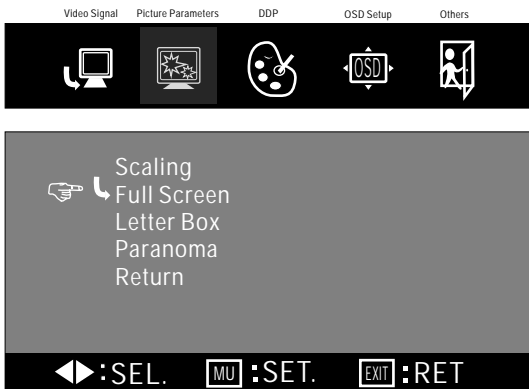 Video Signal Picture Parameters DDP OSD Setup Others
OSD
Scaling
Full Screen
Letter Box
Paranoma
Return
:SEL. MU :SET. EXIT :RET